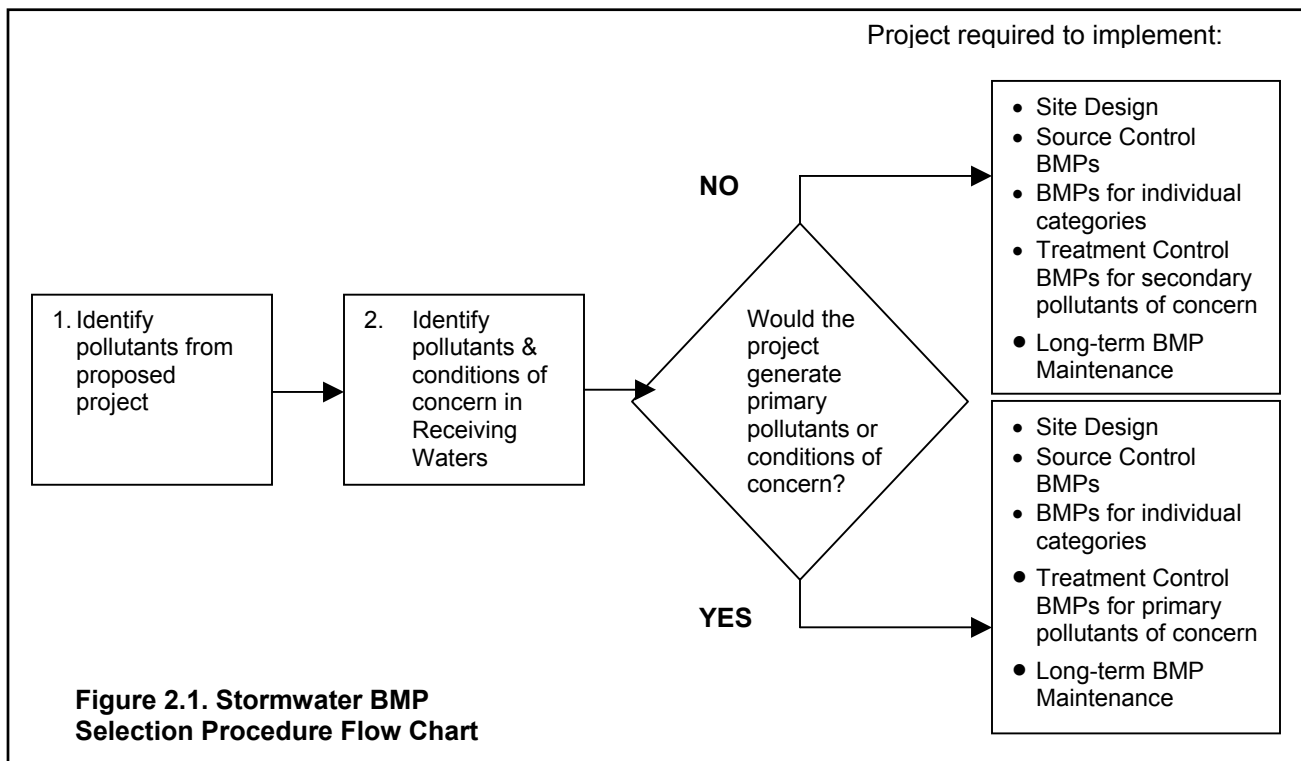 Project required to implement:
1. Identify
pollutants from
proposed
project
2. Identify
pollutants &
conditions of
concern in
Receiving
Waters
Would the
project
generate
primary
pollutants or
conditions of
concern?
NO
• Site Design
• Source Control
BMPs
• BMPs for individual
categories
• Treatment Control
BMPs for secondary
pollutants of concern
• Long-term BMP
Maintenance
YES
• Site Design
• Source Control
BMPs
• BMPs for individual
categories
• Treatment Control
BMPs for primary
pollutants of concern
• Long-term BMP
Maintenance
Figure 2.1. Stormwater BMP
Selection Procedure Flow Chart